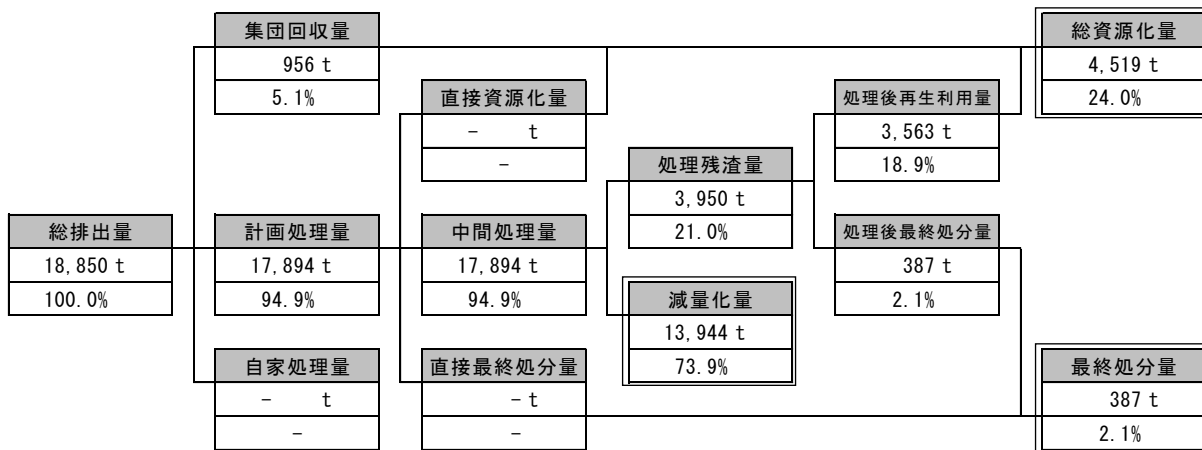 集団回収量
956 t
5.1%
総資源化量
4,519 t
24.0%
直接資源化量
- t
-
処理後再生利用量
3,563 t
18.9%
処理残渣量
3,950 t
21.0%
総排出量
18,850 t
100.0%
計画処理量
17,894 t
94.9%
中間処理量
17,894 t
94.9%
処理後最終処分量
387 t
2.1%
減量化量
13,944 t
73.9%
自家処理量
- t
-
直接最終処分量
- t
-
最終処分量
387 t
2.1%